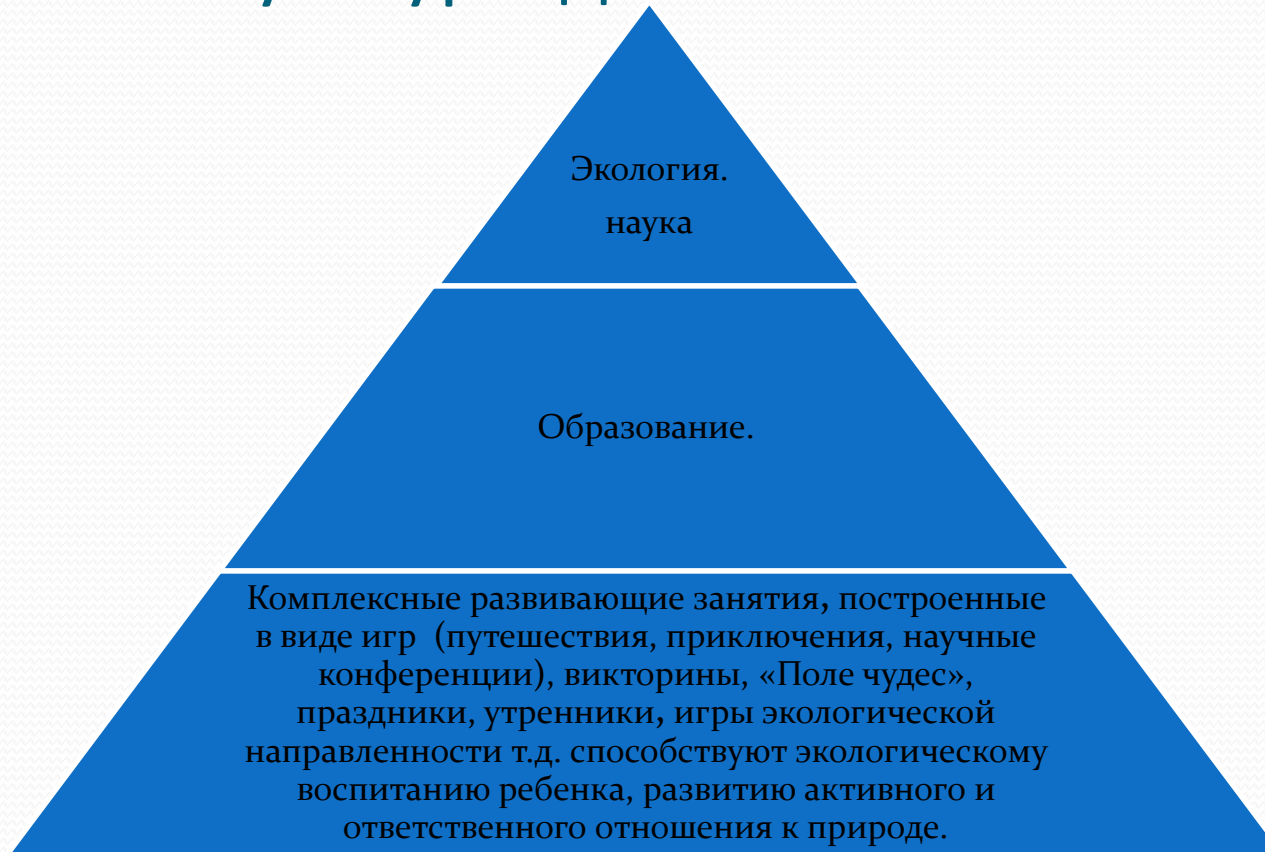 Экология.
наука
Образование.
Комплексные развивающие занятия, построенные
в виде игр (путешествия, приключения, научные
конференции), викторины, «Поле чудес»,
праздники, утренники, игры экологической
направленности т.д. способствуют экологическому
воспитанию ребенка, развитию активного и
ответственного отношения к природе.